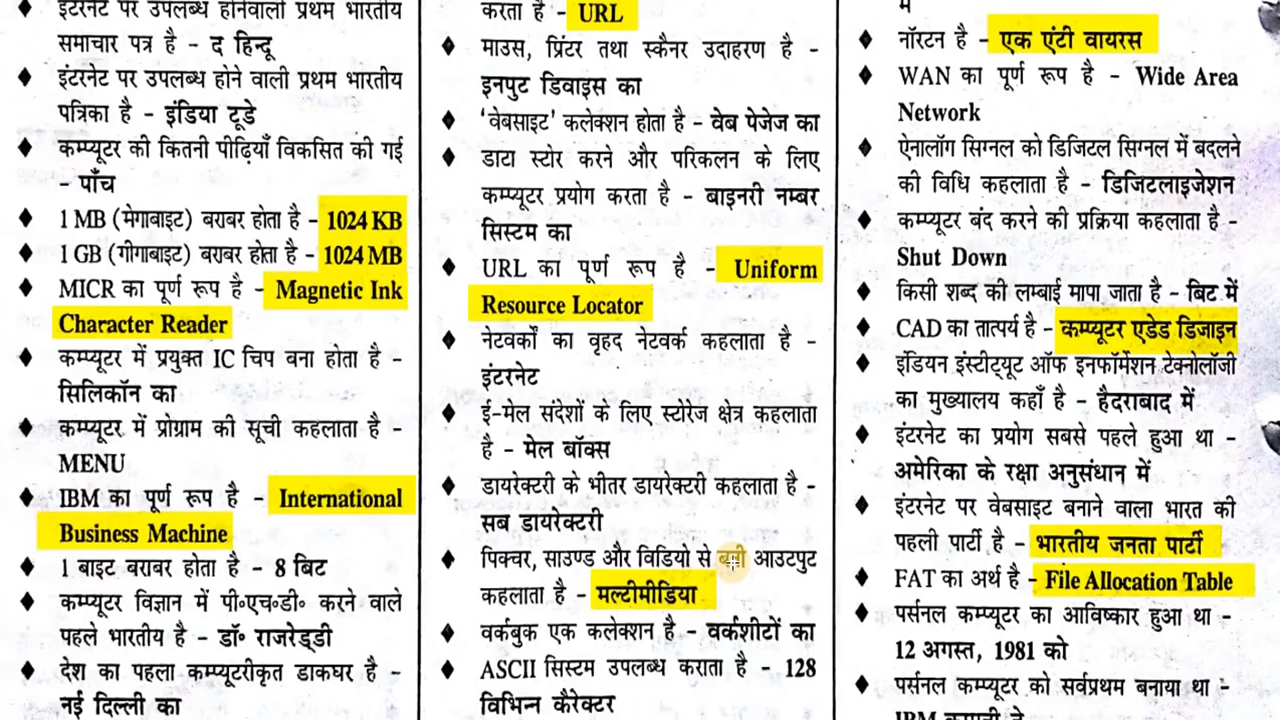 इंटरनेट पर उपलब्ध होनेवाली प्रथम भारतीय
समाचार पत्र है - द हिन्दू
♦ इंटरनेट पर उपलब्ध होने वाली प्रथम भारतीय
पत्रिका है - इंडिया टूडे
♦ कम्प्यूटर की कितनी पीढ़ियाँ विकसित की गई
- पाँच
♦ 1 MB (मेगाबाइट) बराबर होता है - 1024 KB
♦ 1 GB (गीगाबाइट) बराबर होता है - 1024 MB
♦ MICR का पूर्ण रूप है - Magnetic Ink
Character Reader
♦ कम्प्यूटर में प्रयुक्त IC चिप बना होता है -
सिलिकॉन का
♦ कम्प्यूटर में प्रोग्राम की सूची कहलाता है -
MENU
♦ IBM का पूर्ण रूप है - International
Business Machine
♦ 1 बाइट बराबर होता है - 8 बिट
♦ कम्प्यूटर विज्ञान में पी॰एच॰डी॰ करने वाले
पहले भारतीय है - डॉ॰ राजरेड्डी
♦ देश का पहला कम्प्यूटरीकृत डाकघर है -
नई दिल्ली का
करता है - URL
♦ माउस, प्रिंटर तथा स्कैनर उदाहरण है -
इनपुट डिवाइस का
♦ 'वेबसाइट' कलेक्शन होता है - वेब पेजेज का
♦ डाटा स्टोर करने और परिकलन के लिए
कम्प्यूटर प्रयोग करता है - बाइनरी नम्बर
सिस्टम का
♦ URL का पूर्ण रूप है - Uniform
Resource Locator
♦ नेटवर्कों का वृहद नेटवर्क कहलाता है -
इंटरनेट
♦ ई-मेल संदेशों के लिए स्टोरेज क्षेत्र कहलाता
है - मेल बॉक्स
♦ डायरेक्टरी के भीतर डायरेक्टरी कहलाता है -
सब डायरेक्टरी
♦ पिक्चर, साउण्ड और विडियो से बनी आउटपुट
कहलाता है - मल्टीमीडिया
♦ वर्कबुक एक कलेक्शन है - वर्कशीटों का
♦ ASCII सिस्टम उपलब्ध कराता है - 128
विभिन्न कैरेक्टर
में
♦ नॉरटन है - एक एंटी वायरस
♦ WAN का पूर्ण रूप है - Wide Area
Network
♦ ऐनालॉग सिग्नल को डिजिटल सिग्नल में बदलने
की विधि कहलाता है - डिजिटलाइजेशन
♦ कम्प्यूटर बंद करने की प्रक्रिया कहलाता है -
Shut Down
♦ किसी शब्द की लम्बाई मापा जाता है - बिट में
♦ CAD का तात्पर्य है - कम्प्यूटर एडेड डिजाइन
♦ इंडियन इंस्टीट्यूट ऑफ इनफॉर्मेशन टेक्नोलॉजी
का मुख्यालय कहाँ है - हैदराबाद में
♦ इंटरनेट का प्रयोग सबसे पहले हुआ था -
अमेरिका के रक्षा अनुसंधान में
♦ इंटरनेट पर वेबसाइट बनाने वाला भारत की
पहली पार्टी है - भारतीय जनता पार्टी
♦ FAT का अर्थ है - File Allocation Table
♦ पर्सनल कम्प्यूटर का आविष्कार हुआ था -
12 अगस्त, 1981 को
♦ पर्सनल कम्प्यूटर को सर्वप्रथम बनाया था -
IBM कम्पनी ने